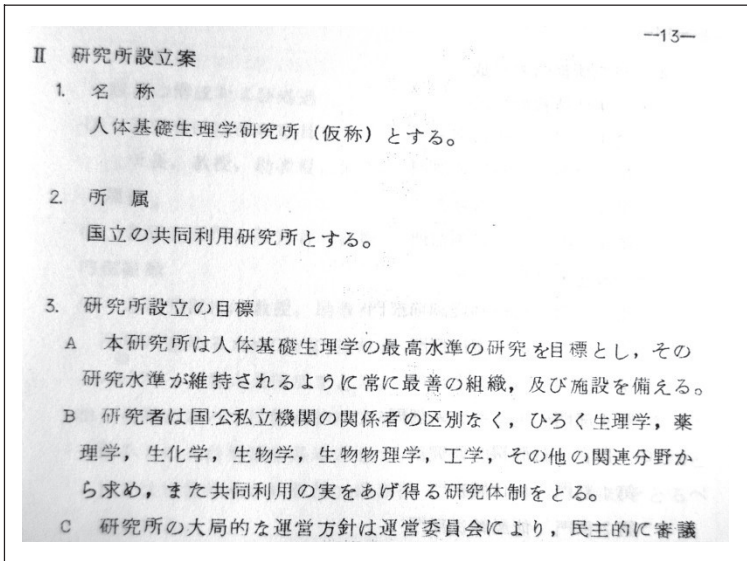 —13—
Ⅱ 研究所設立案
1. 名 称
人体基礎生理学研究所（仮称）とする。
2. 所 属
国立の共同利用研究所とする。
3. 研究所設立の目標
A 本研究所は人体基礎生理学の最高水準の研究を目標とし，その
研究水準が維持されるように常に最善の組織，及び施設を備える。
B 研究者は国公私立機関の関係者の区別なく，ひろく生理学，薬
理学，生化学，生物学，生物物理学，工学，その他の関連分野か
ら求め，また共同利用の実をあげ得る研究体制をとる。
C 研究所の大局的な運営方針は運営委員会により，民主的に審議